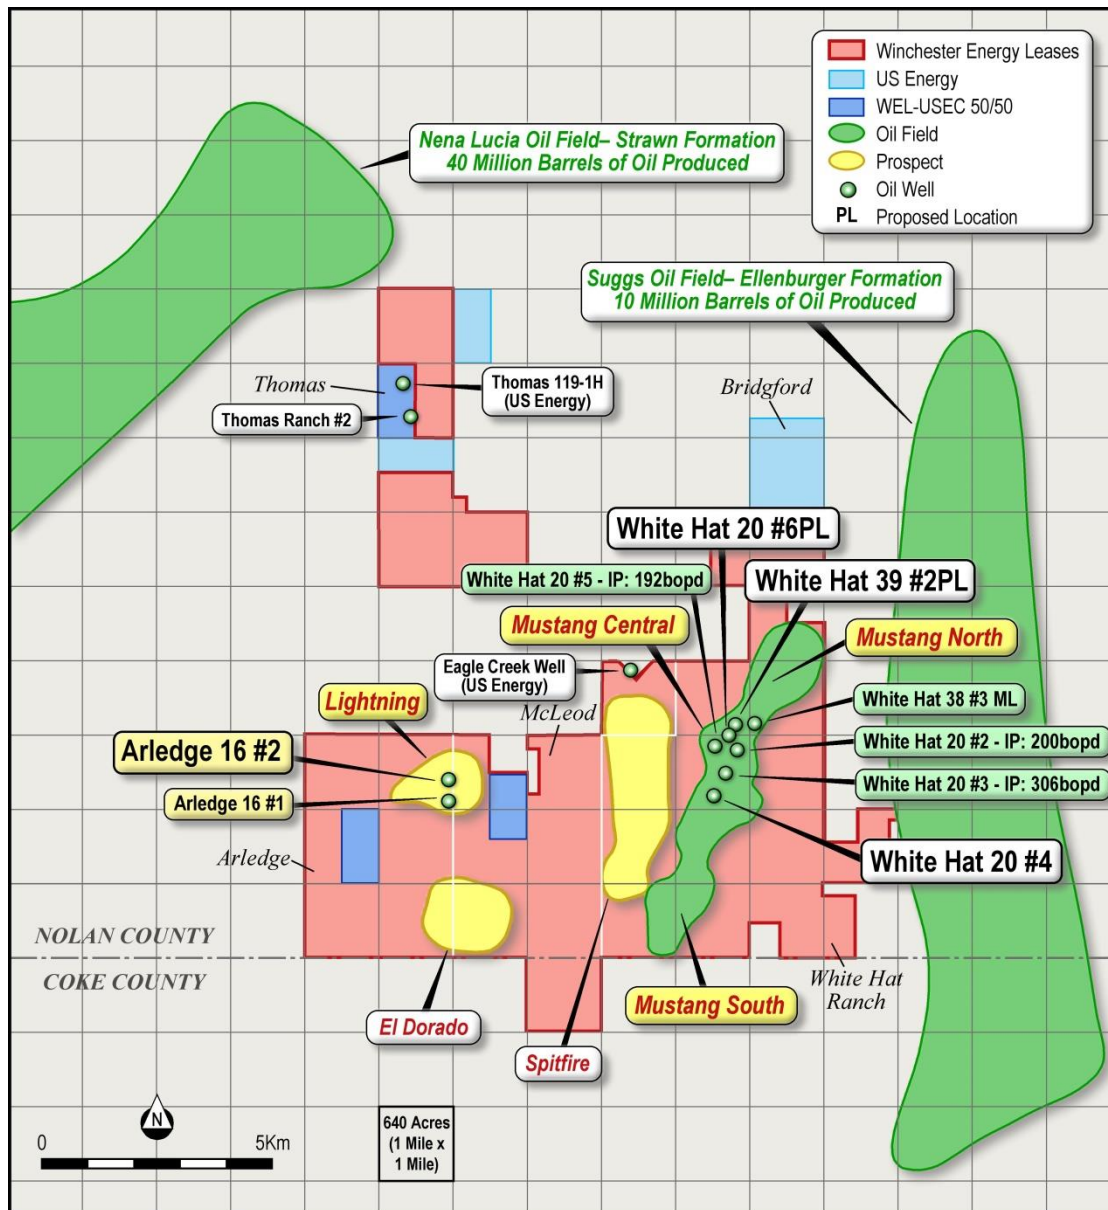 Winchester Energy Leases
US Energy
WEL-USEC 50/50
Oil Field
Prospect
Oil Well
PL Proposed Location
Nena Lucia Oil Field– Strawn Formation
40 Million Barrels of Oil Produced
Suggs Oil Field– Ellenburger Formation
10 Million Barrels of Oil Produced
Thomas
Thomas 119-1H
(US Energy)
Thomas Ranch #2
Bridgford
White Hat 20 #6PL
White Hat 20 #5 - IP: 192bopd
White Hat 39 #2PL
Mustang Central
Mustang North
Eagle Creek Well
(US Energy)
Lightning
McLeod
White Hat 38 #3 ML
Arledge 16 #2
White Hat 20 #2 - IP: 200bopd
White Hat 20 #3 - IP: 306bopd
Arledge 16 #1
Arledge
White Hat 20 #4
NOLAN COUNTY
COKE COUNTY
White Hat
Ranch
Mustang South
El Dorado
Spitfire
N
0 5Km
640 Acres
(1 Mile x
1 Mile)